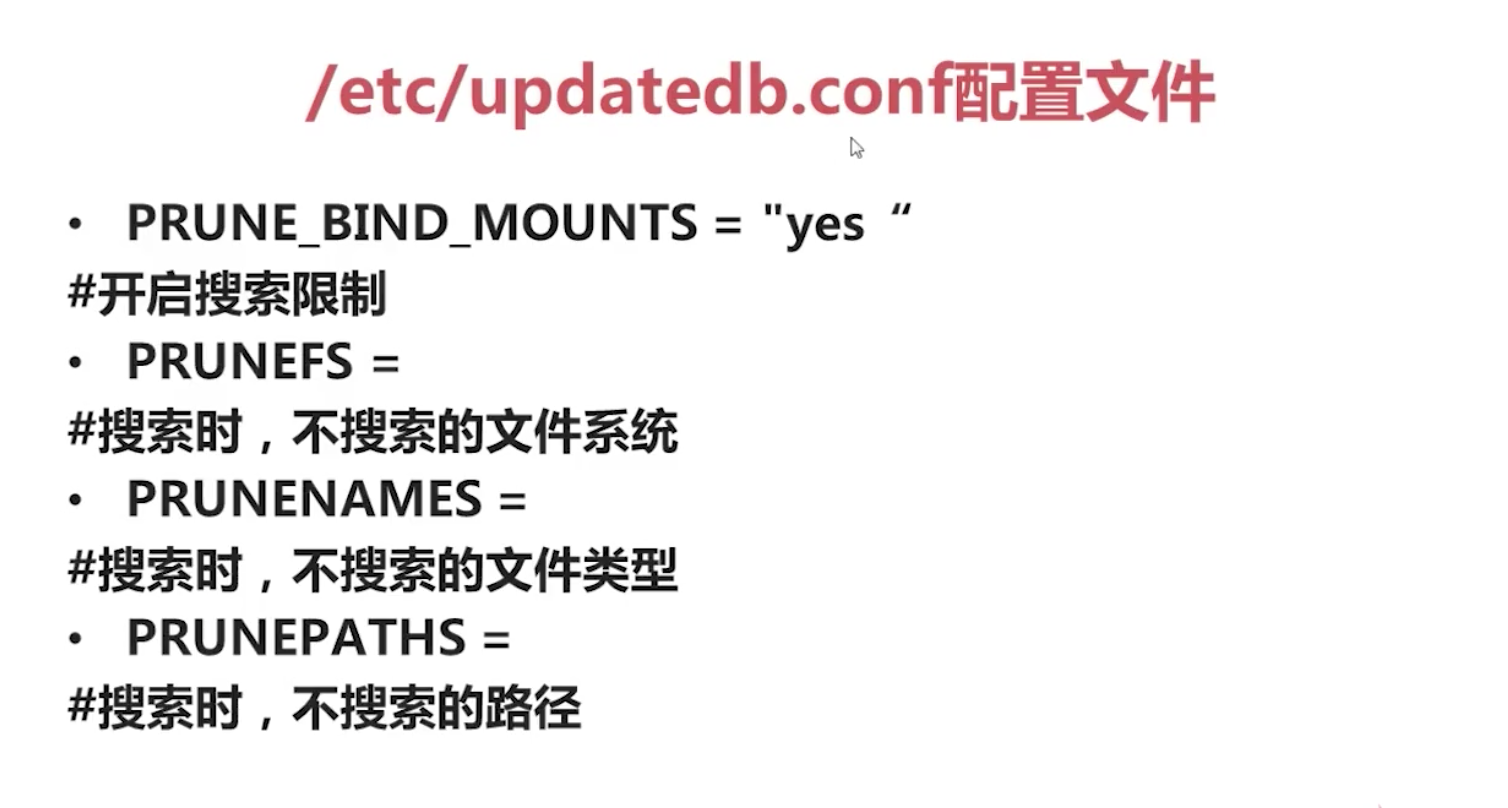 /etc/updatedb.conf配置文件
• PRUNE_BIND_MOUNTS = "yes “
#开启搜索限制
• PRUNEFS =
#搜索时，不搜索的文件系统
• PRUNENAMES =
#搜索时，不搜索的文件类型
• PRUNEPATHS =
#搜索时，不搜索的路径